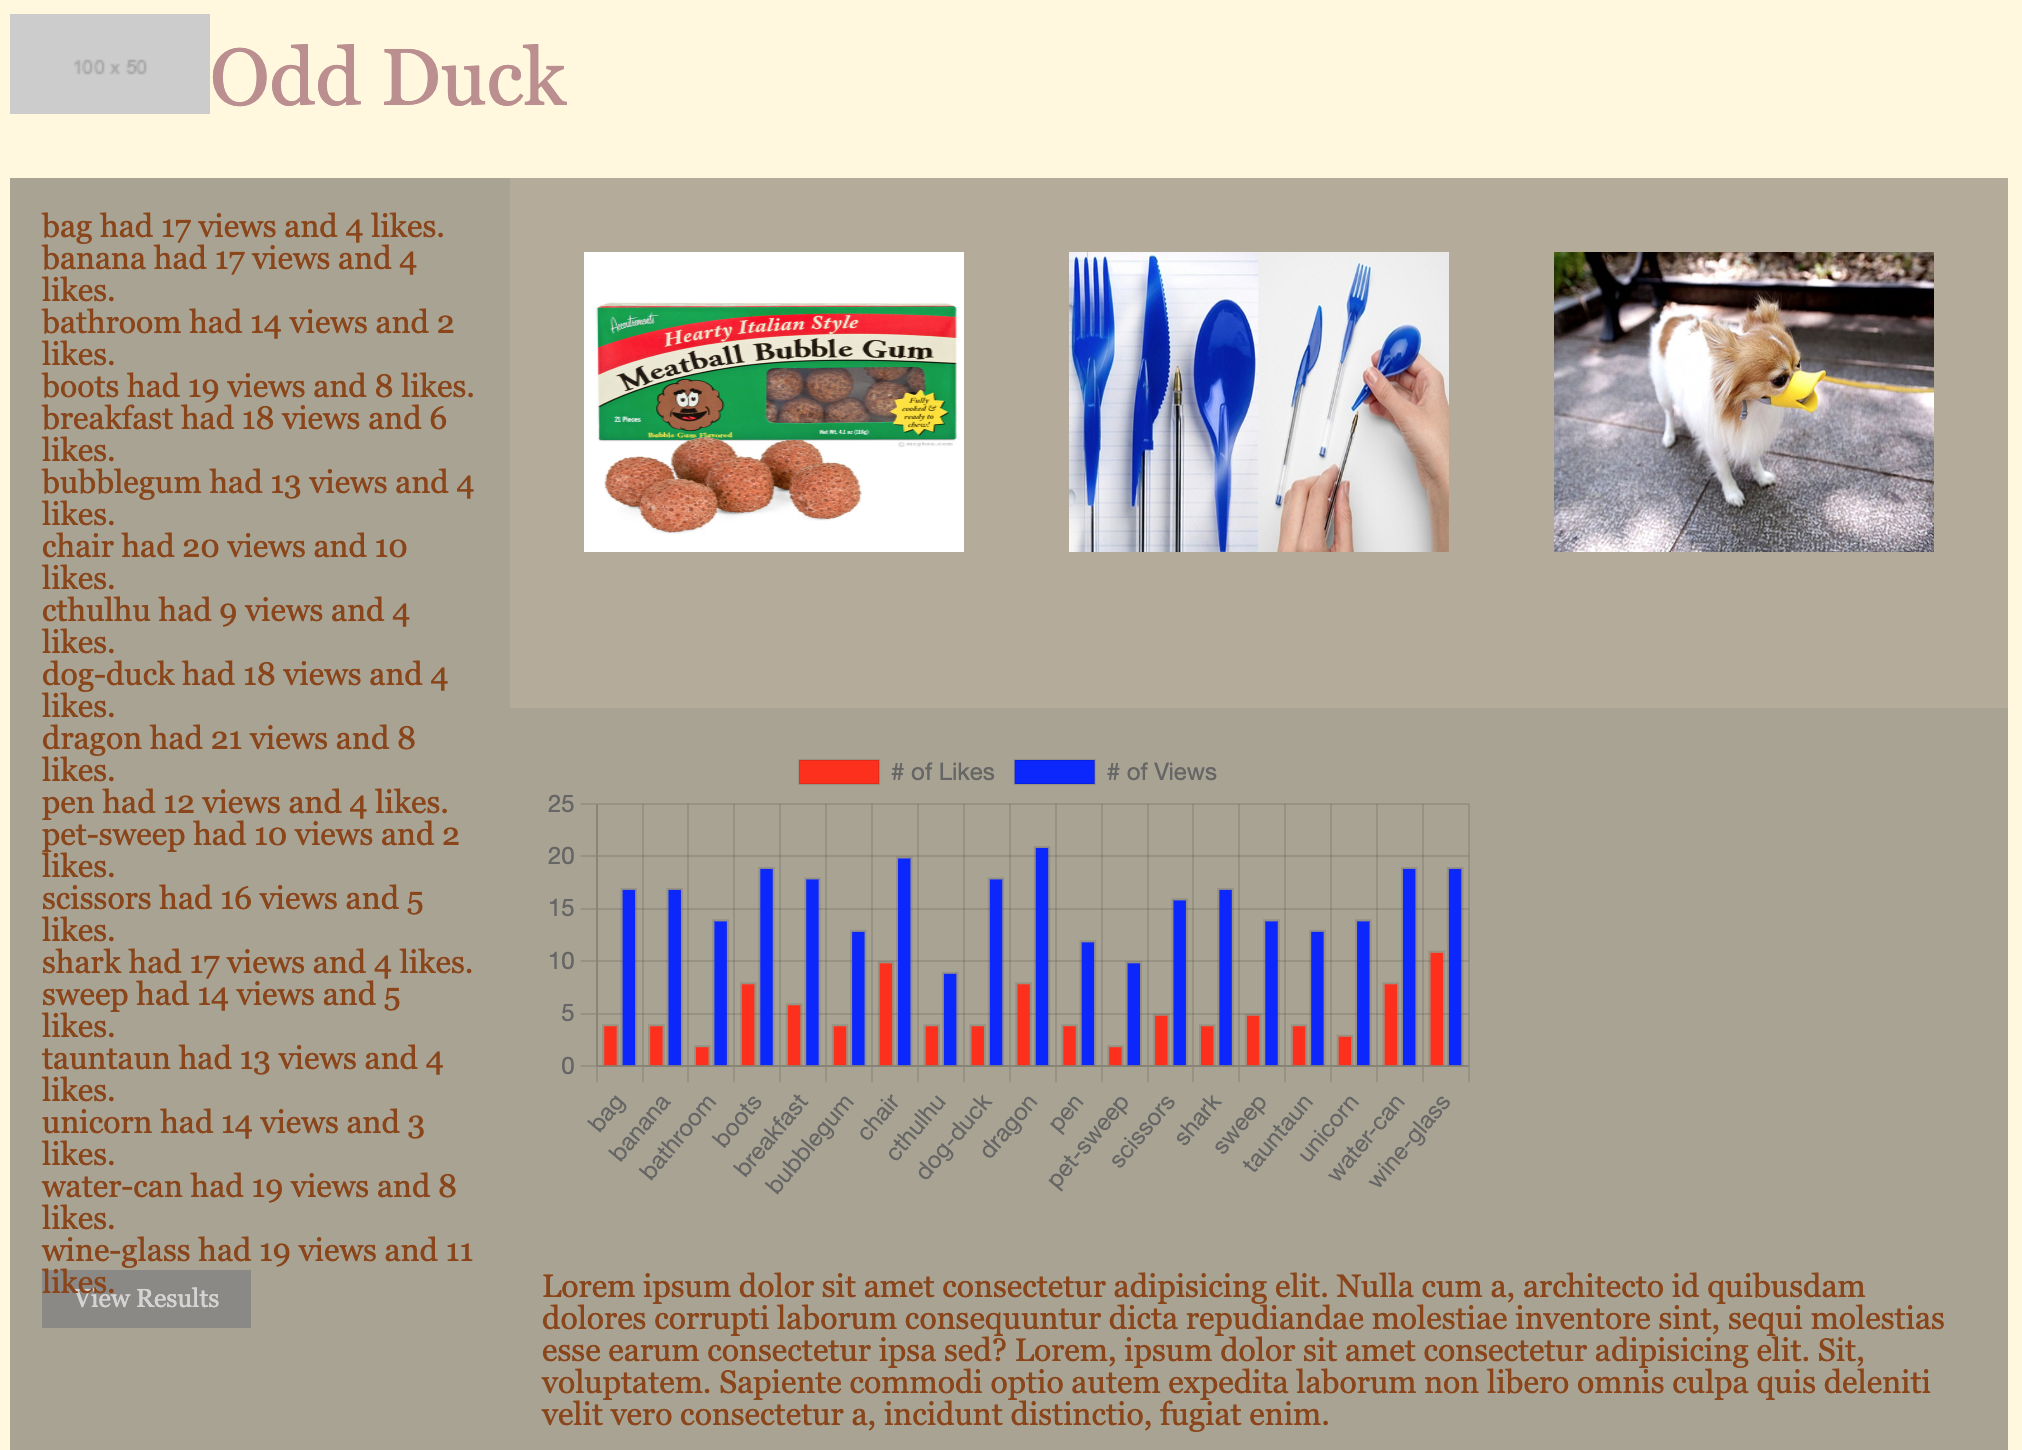 100 x 50
Odd Duck
bag had 17 views and 4 likes.
banana had 17 views and 4
likes.
bathroom had 14 views and 2
likes.
boots had 19 views and 8 likes.
breakfast had 18 views and 6
likes.
bubblegum had 13 views and 4
likes.
chair had 20 views and 10
likes.
cthulhu had 9 views and 4
likes.
dog-duck had 18 views and 4
likes.
dragon had 21 views and 8
likes.
pen had 12 views and 4 likes.
pet-sweep had 10 views and 2
likes.
scissors had 16 views and 5
likes.
shark had 17 views and 4 likes.
sweep had 14 views and 5
likes.
tauntaun had 13 views and 4
likes.
unicorn had 14 views and 3
likes.
water-can had 19 views and 8
likes.
wine-glass had 19 views and 11
likes.
View Results
Accoutrements
Hearty Italian Style
Meatball Bubble Gum
21 Pieces
Bubble Gum Flavored
Net Wt. 4.1 oz (116g)
Fully
cooked &
ready to
chew!
# of Likes
# of Views
25
20
15
10
5
0
bag
banana
bathroom
boots
breakfast
bubblegum
chair
cthulhu
dog-duck
dragon
pen
pet-sweep
scissors
shark
sweep
tauntaun
unicorn
water-can
wine-glass
Lorem ipsum dolor sit amet consectetur adipisicing elit. Nulla cum a, architecto id quibusdam
dolores corrupti laborum consequuntur dicta repudiandae molestiae inventore sint, sequi molestias
esse earum consectetur ipsa sed? Lorem, ipsum dolor sit amet consectetur adipisicing elit. Sit,
voluptatem. Sapiente commodi optio autem expedita laborum non libero omnis culpa quis deleniti
velit vero consectetur a, incidunt distinctio, fugiat enim.